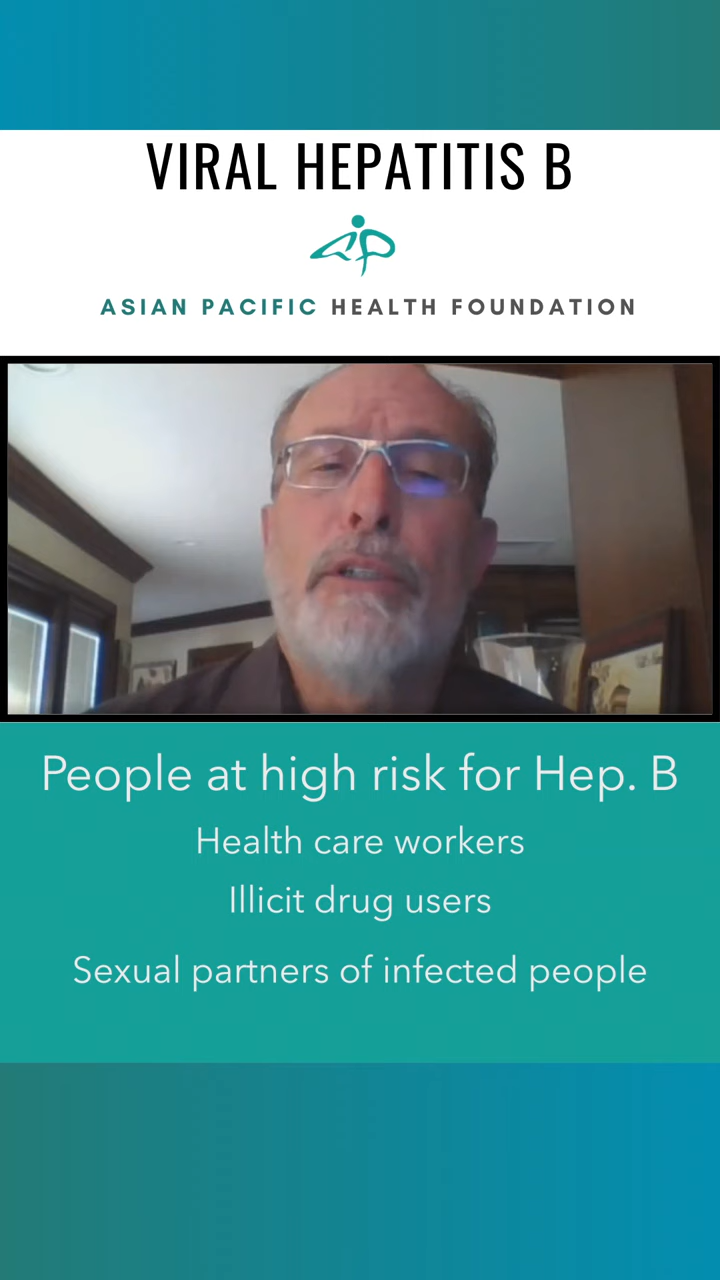 VIRAL HEPATITIS B
ASIAN PACIFIC HEALTH FOUNDATION
People at high risk for Hep. B
Health care workers
Illicit drug users
Sexual partners of infected people